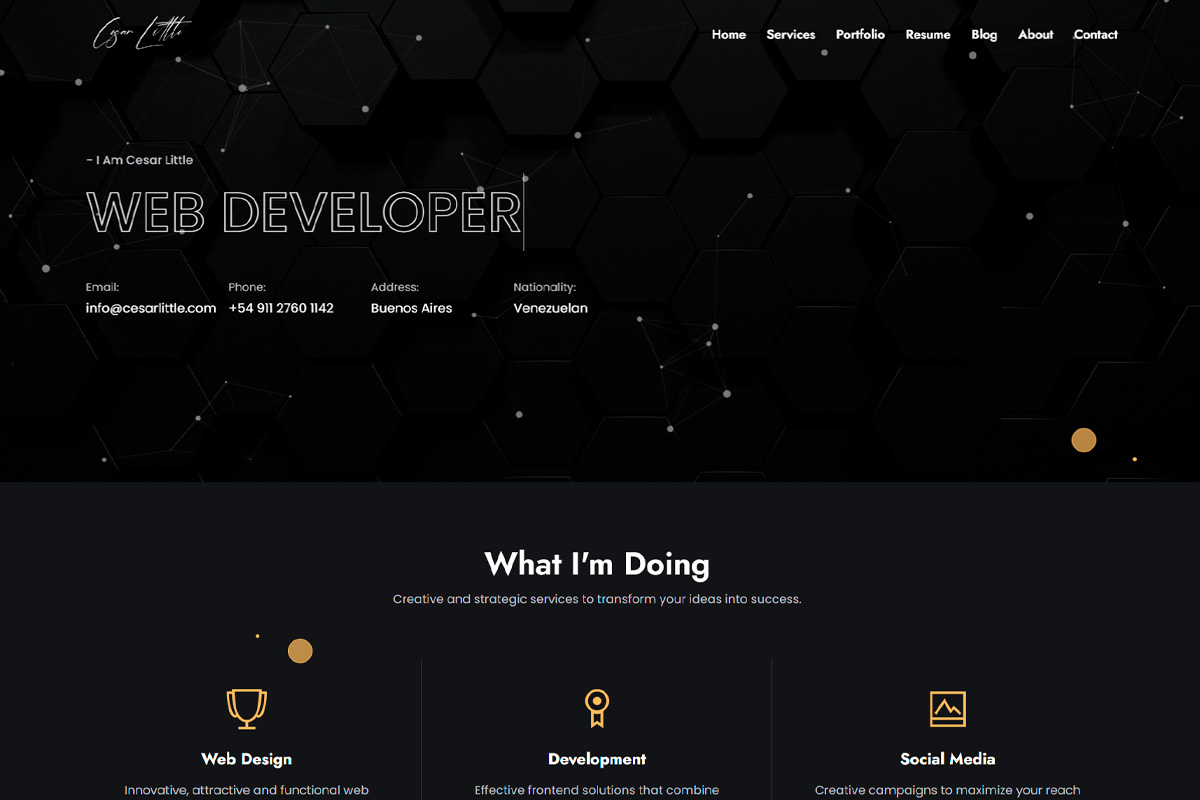 Cesar Little
Home Services Portfolio Resume Blog About Contact
- I Am Cesar Little
WEB DEVELOPER
Email: Phone: Address: Nationality:
info@cesarlittle.com +54 911 2760 1142 Buenos Aires Venezuelan
What I'm Doing
Creative and strategic services to transform your ideas into success.
Web Design Development Social Media
Innovative, attractive and functional web Effective frontend solutions that combine Creative campaigns to maximize your reach